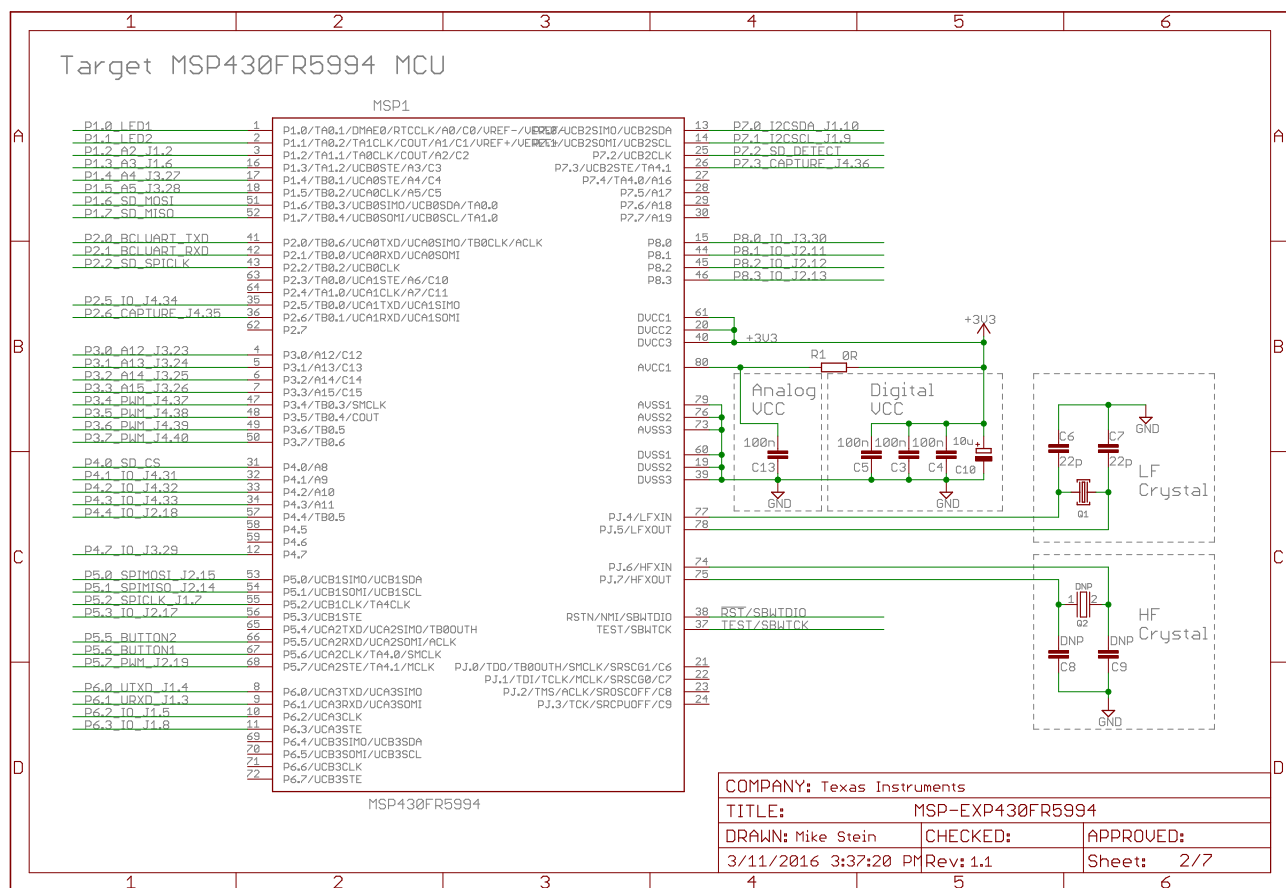 1 2 3 4 5 6
Target MSP430FR5994 MCU
MSP1
A A
P1.0_LED1 1 P1.0/TA0.1/DMAE0/RTCCLK/A0/C0/VREF-/
P1.1_LED2 2 P1.1/TA0.2/TA1CLK/COUT/A1/C1/VREF+/
P1.2_A2_J1.2 3 P1.2/TA1.1/TA0CLK/COUT/A2/C2
P1.3_A3_J1.6 16 P1.3/TA1.2/UCB0STE/A3/C3
P1.4_A4_J3.27 17 P1.4/TB0.1/UCA0STE/A4/C4
P1.5_A5_J3.28 18 P1.5/TB0.2/UCA0CLK/A5/C5
P1.6_SD_MOSI 51 P1.6/TB0.3/UCB0SIMO/UCB0SDA/TA0.0
P1.7_SD_MISO 52 P1.7/TB0.4/UCB0SOMI/UCB0SCL/TA1.0
P2.0_BCLUART_TXD 41 P2.0/TB0.6/UCA0TXD/UCA0SIMO/TB0CLK/ACLK
P2.1_BCLUART_RXD 42 P2.1/TB0.0/UCA0RXD/UCA0SOMI
P2.2_SD_SPICLK 43 P2.2/TB0.2/UCB0CLK
63 P2.3/TA0.0/UCA1STE/A6/C10
64 P2.4/TA1.0/UCA1CLK/A7/C11
P2.5_IO_J4.34 35 P2.5/TB0.0/UCA1TXD/UCA1SIMO
P2.6_CAPTURE_J4.35 36 P2.6/TB0.1/UCA1RXD/UCA1SOMI
62 P2.7
B B
P3.0_A12_J3.23 4 P3.0/A12/C12
P3.1_A13_J3.24 5 P3.1/A13/C13
P3.2_A14_J3.25 6 P3.2/A14/C14
P3.3_A15_J3.26 7 P3.3/A15/C15
P3.4_PWM_J4.37 47 P3.4/TB0.3/SMCLK
P3.5_PWM_J4.38 48 P3.5/TB0.4/COUT
P3.6_PWM_J4.39 49 P3.6/TB0.5
P3.7_PWM_J4.40 50 P3.7/TB0.6
P4.0_SD_CS 31 P4.0/A8
P4.1_IO_J4.31 32 P4.1/A9
P4.2_IO_J4.32 33 P4.2/A10
P4.3_IO_J4.33 34 P4.3/A11
P4.4_IO_J2.18 57 P4.4/TB0.5
58 P4.5
59 P4.6
P4.7_IO_J3.29 12 P4.7
C C
P5.0_SPIMOSI_J2.15 53 P5.0/UCB1SIMO/UCB1SDA
P5.1_SPIMISO_J2.14 54 P5.1/UCB1SOMI/UCB1SCL
P5.2_SPICLK_J1.7 55 P5.2/UCB1CLK/TA4CLK
P5.3_IO_J2.17 56 P5.3/UCB1STE
65 P5.4/UCA2TXD/UCA2SIMO/TB0OUTH
P5.5_BUTTON2 66 P5.5/UCA2RXD/UCA2SOMI/ACLK
P5.6_BUTTON1 67 P5.6/UCA2CLK/TA4.0/SMCLK
P5.7_PWM_J2.19 68 P5.7/UCA2STE/TA4.1/MCLK
P6.0_UTXD_J1.4 8 P6.0/UCA3TXD/UCA3SIMO
P6.1_URXD_J1.3 9 P6.1/UCA3RXD/UCA3SOMI
P6.2_IO_J1.5 10 P6.2/UCA3CLK
P6.3_IO_J1.8 11 P6.3/UCA3STE
69 P6.4/UCB3SIMO/UCB3SDA
70 P6.5/UCB3SOMI/UCB3SCL
71 P6.6/UCB3CLK
72 P6.7/UCB3STE
D D
MSP430FR5994
/UCB2SIMO/UCB2SDA 13 P7.0_I2CSDA_J1.10
/UCB2SOMI/UCB2SCL 14 P7.1_I2CSCL_J1.9
P7.2/UCB2CLK 25 P7.2_SD_DETECT
P7.3/UCB2STE/TA4.1 26 P7.3_CAPTURE_J4.36
P7.4/TA4.0/A16 27
P7.5/A17 28
P7.6/A18 29
P7.7/A19 30
P8.0 15 P8.0_IO_J3.30
P8.1 44 P8.1_IO_J2.11
P8.2 45 P8.2_IO_J2.12
P8.3 46 P8.3_IO_J2.13
DVCC1 61
DVCC2 20
DVCC3 40 +3V3
+3V3
AVCC1 80
R1 0R
AVSS1 79
AVSS2 76
AVSS3 73
DVSS1 60
DVSS2 19
DVSS3 39
Analog
VCC
100n
C13
GND
Digital
VCC
100n 100n 100n 10u +
C5 C3 C4 C10
GND
PJ.4/LFXIN 77
PJ.5/LFXOUT 78
GND
C6 C7
22p 22p
Q1
LF
Crystal
PJ.6/HFXIN 74
PJ.7/HFXOUT 75
DNP
1 2
Q2
HF
Crystal
DNP DNP
C8 C9
GND
RSTN/NMI/SBWTDIO 38 RST/SBWTDIO
TEST/SBWTCK 37 TEST/SBWTCK
PJ.0/TDO/TB0OUTH/SMCLK/SRSCG1/C6 21
PJ.1/TDI/TCLK/MCLK/SRSCG0/C7 22
PJ.2/TMS/ACLK/SROSCOFF/C8 23
PJ.3/TCK/SRCPUOFF/C9 24
COMPANY: Texas Instruments
TITLE: MSP-EXP430FR5994
DRAWN: Mike Stein CHECKED: APPROVED:
3/11/2016 3:37:20 PM Rev: 1.1 Sheet: 2/7
1 2 3 4 5 6